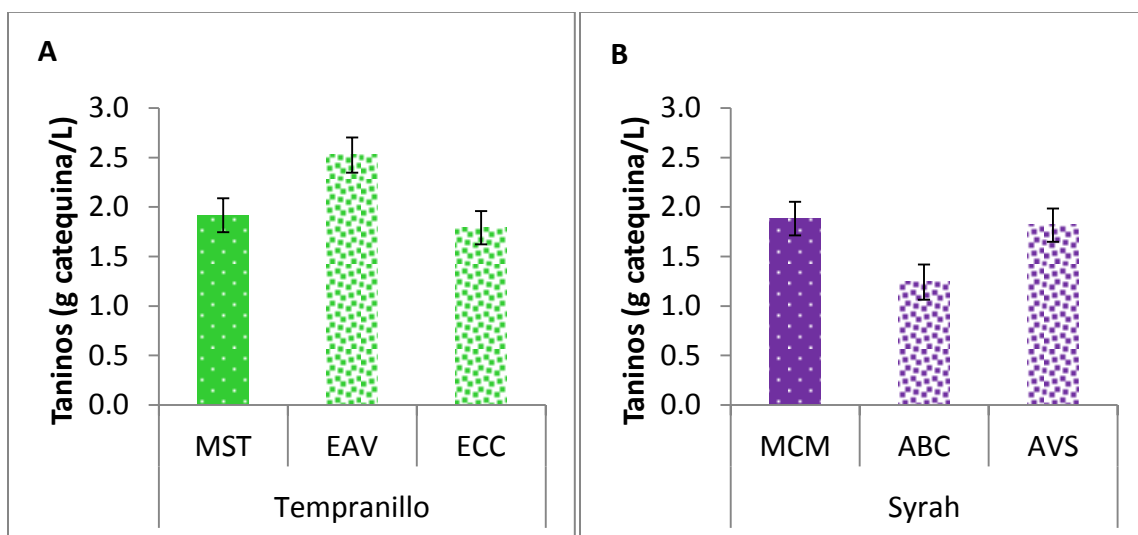 A
Taninos (g catequina/L)
3.0
2.5
2.0
1.5
1.0
0.5
0.0
MST EAV ECC
Tempranillo
B
Taninos (g catequina/L)
3.0
2.5
2.0
1.5
1.0
0.5
0.0
MCM ABC AVS
Syrah